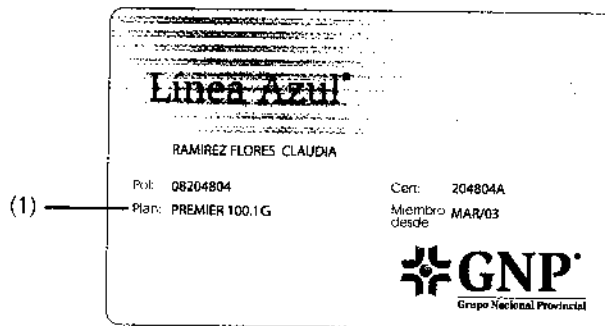 Línea Azul
RAMIREZ FLORES CLAUDIA
Pol: 08204804 Cert: 204804A
(1) Plan: PREMIER 100.1G Miembro desde MAR/03
GNP
Grupo Nacional Provincial